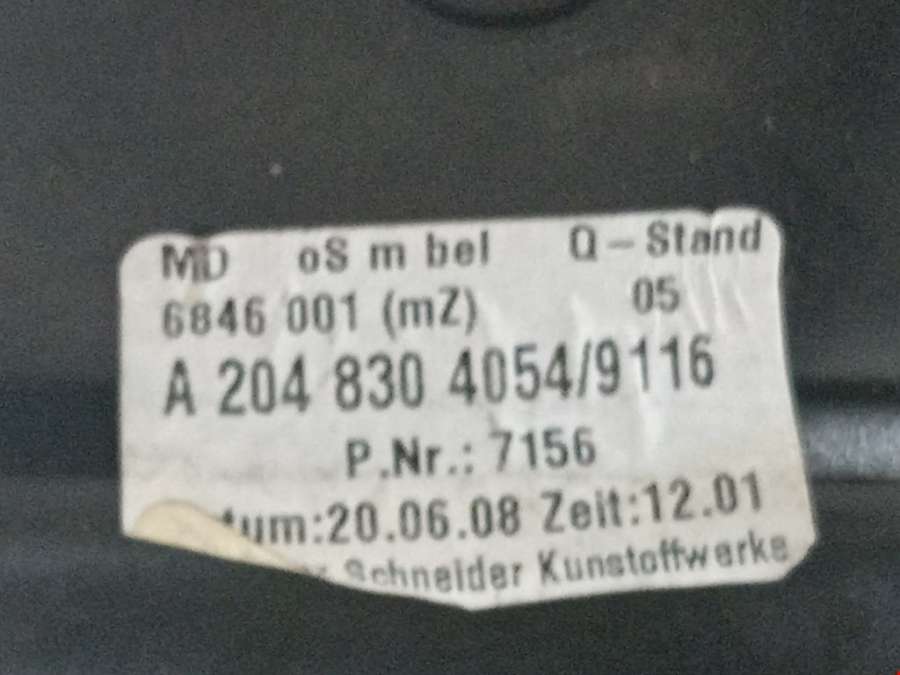 MD oS m bel Q-Stand
6846 001 (mZ) 05
A 204 830 4054/9116
P.Nr.: 7156
tum:20.06.08 Zeit:12.01
Schneider Kunstoffwerke